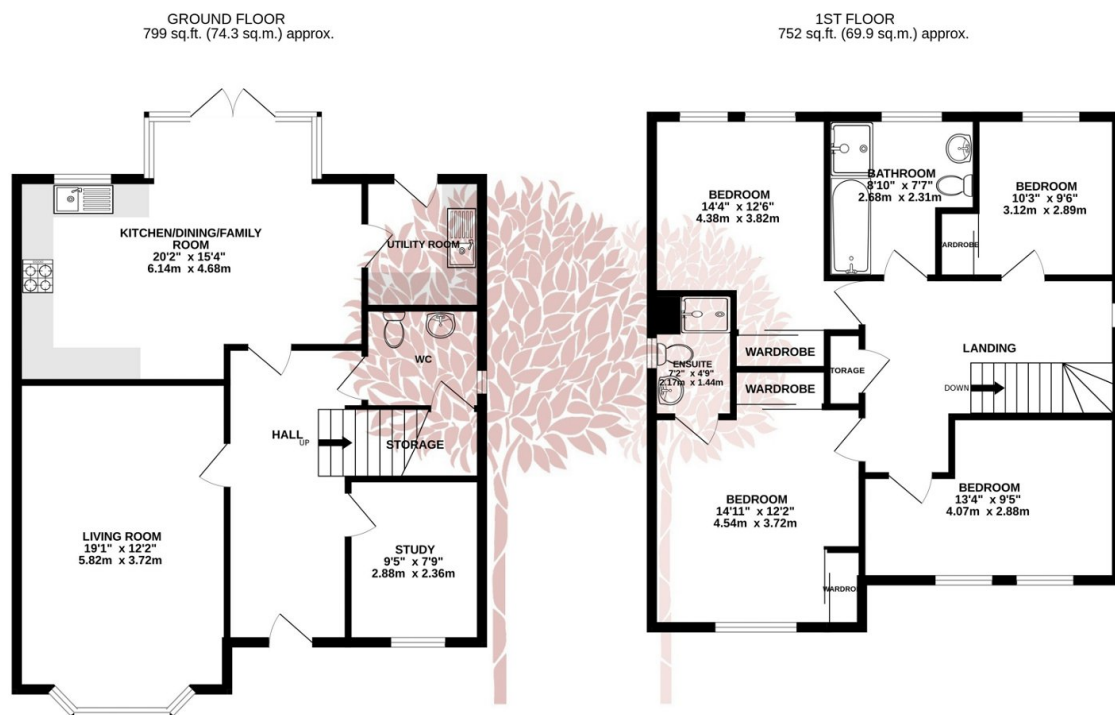 GROUND FLOOR
799 sq.ft. (74.3 sq.m.) approx.
KITCHEN/DINING/FAMILY
ROOM
20'2" x 15'4"
6.14m x 4.68m
UTILITY ROOM
WC
HALL
UP
STORAGE
LIVING ROOM
19'1" x 12'2"
5.82m x 3.72m
STUDY
9'5" x 7'9"
2.88m x 2.36m
1ST FLOOR
752 sq.ft. (69.9 sq.m.) approx.
BEDROOM
14'4" x 12'6"
4.38m x 3.82m
BATHROOM
8'10" x 7'7"
2.68m x 2.31m
BEDROOM
10'3" x 9'6"
3.12m x 2.89m
ARDROBE
ENSUITE
7'2" x 4'9"
2.17m x 1.44m
WARDROBE
WARDROBE
TORAGE
LANDING
DOWN
BEDROOM
14'11" x 12'2"
4.54m x 3.72m
BEDROOM
13'4" x 9'5"
4.07m x 2.88m
WARDRO